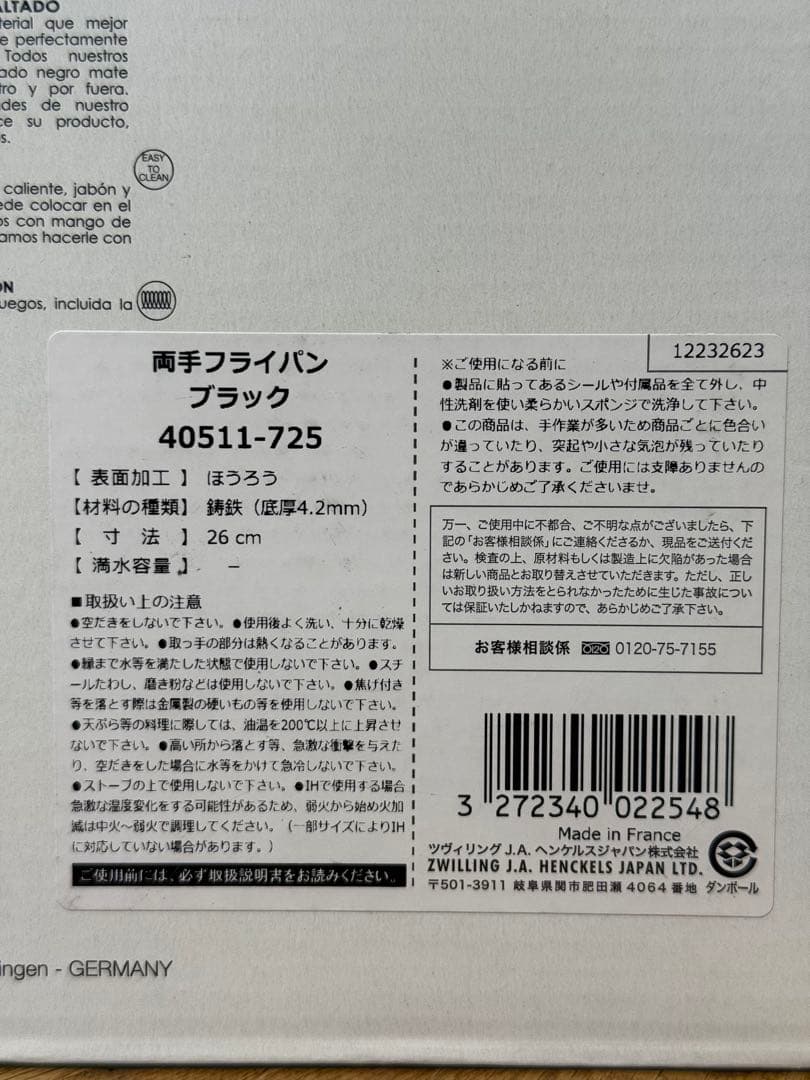 ALTADO
terial que mejor
e perfectamente
Todos nuestros
ado negro mate
tro y por fuera.
des de nuestro
ce su producto,
s.
EASY
TO
CLEAN
caliente, jabón y
ede colocar en el
os con mango de
amos hacerle con
ÓN
uegos, incluida la
両手フライパン
ブラック
40511-725
【 表面加工 】 ほうろう
【材料の種類】 鋳鉄（底厚4.2mm）
【 寸 法 】 26 cm
【 満水容量 】 −
■取扱い上の注意
●空だきをしないで下さい。●使用後よく洗い、十分に乾燥
させて下さい。●取っ手の部分は熱くなることがあります。
●縁まで水等を満たした状態で使用しないで下さい。●スチ
ールたわし、磨き粉などは使用しないで下さい。●焦げ付き
等を落とす際は金属製の硬いもの等を使用しないで下さい。
●天ぷら等の料理に際しては、油温を200℃以上に上昇させ
ないで下さい。●高い所から落とす等、急激な衝撃を与えた
り、空だきをした場合に水等をかけて急冷しないで下さい。
●ストーブの上で使用しないで下さい。●IHで使用する場合
急激な温度変化をする可能性があるため、弱火から始め火加
減は中火～弱火で調理してください。（一部サイズによりIH
に対応していない場合があります。）
ご使用前には、必ず取扱説明書をお読みください。
12232623
※ご使用になる前に
●製品に貼ってあるシールや付属品を全て外し、中
性洗剤を使い柔らかいスポンジで洗浄して下さい。
●この商品は、手作業が多いため商品ごとに色合い
が違っていたり、突起や小さな気泡が残っていたり
することがあります。ご使用には支障ありませんの
であらかじめご了承くださいませ。
万一、ご使用中に不都合、ご不明な点がございましたら、下
記の「お客様相談係」にご連絡くださるか、現品をご送付くだ
さい。検査の上、原材料もしくは製造上に欠陥があった場合
は新しい商品とお取り替えさせていただきます。ただし、正し
いお取り扱い方法をとられなかったために生じた事故につい
ては保証いたしかねますので、あらかじめご了承下さい。
お客様相談係 0120-75-7155
3 272340 022548
Made in France
ツヴィリング J.A. ヘンケルスジャパン株式会社
ZWILLING J.A. HENCKELS JAPAN LTD.
〒501-3911 岐阜県関市肥田瀬 4064 番地 ダンボール
ingen - GERMANY